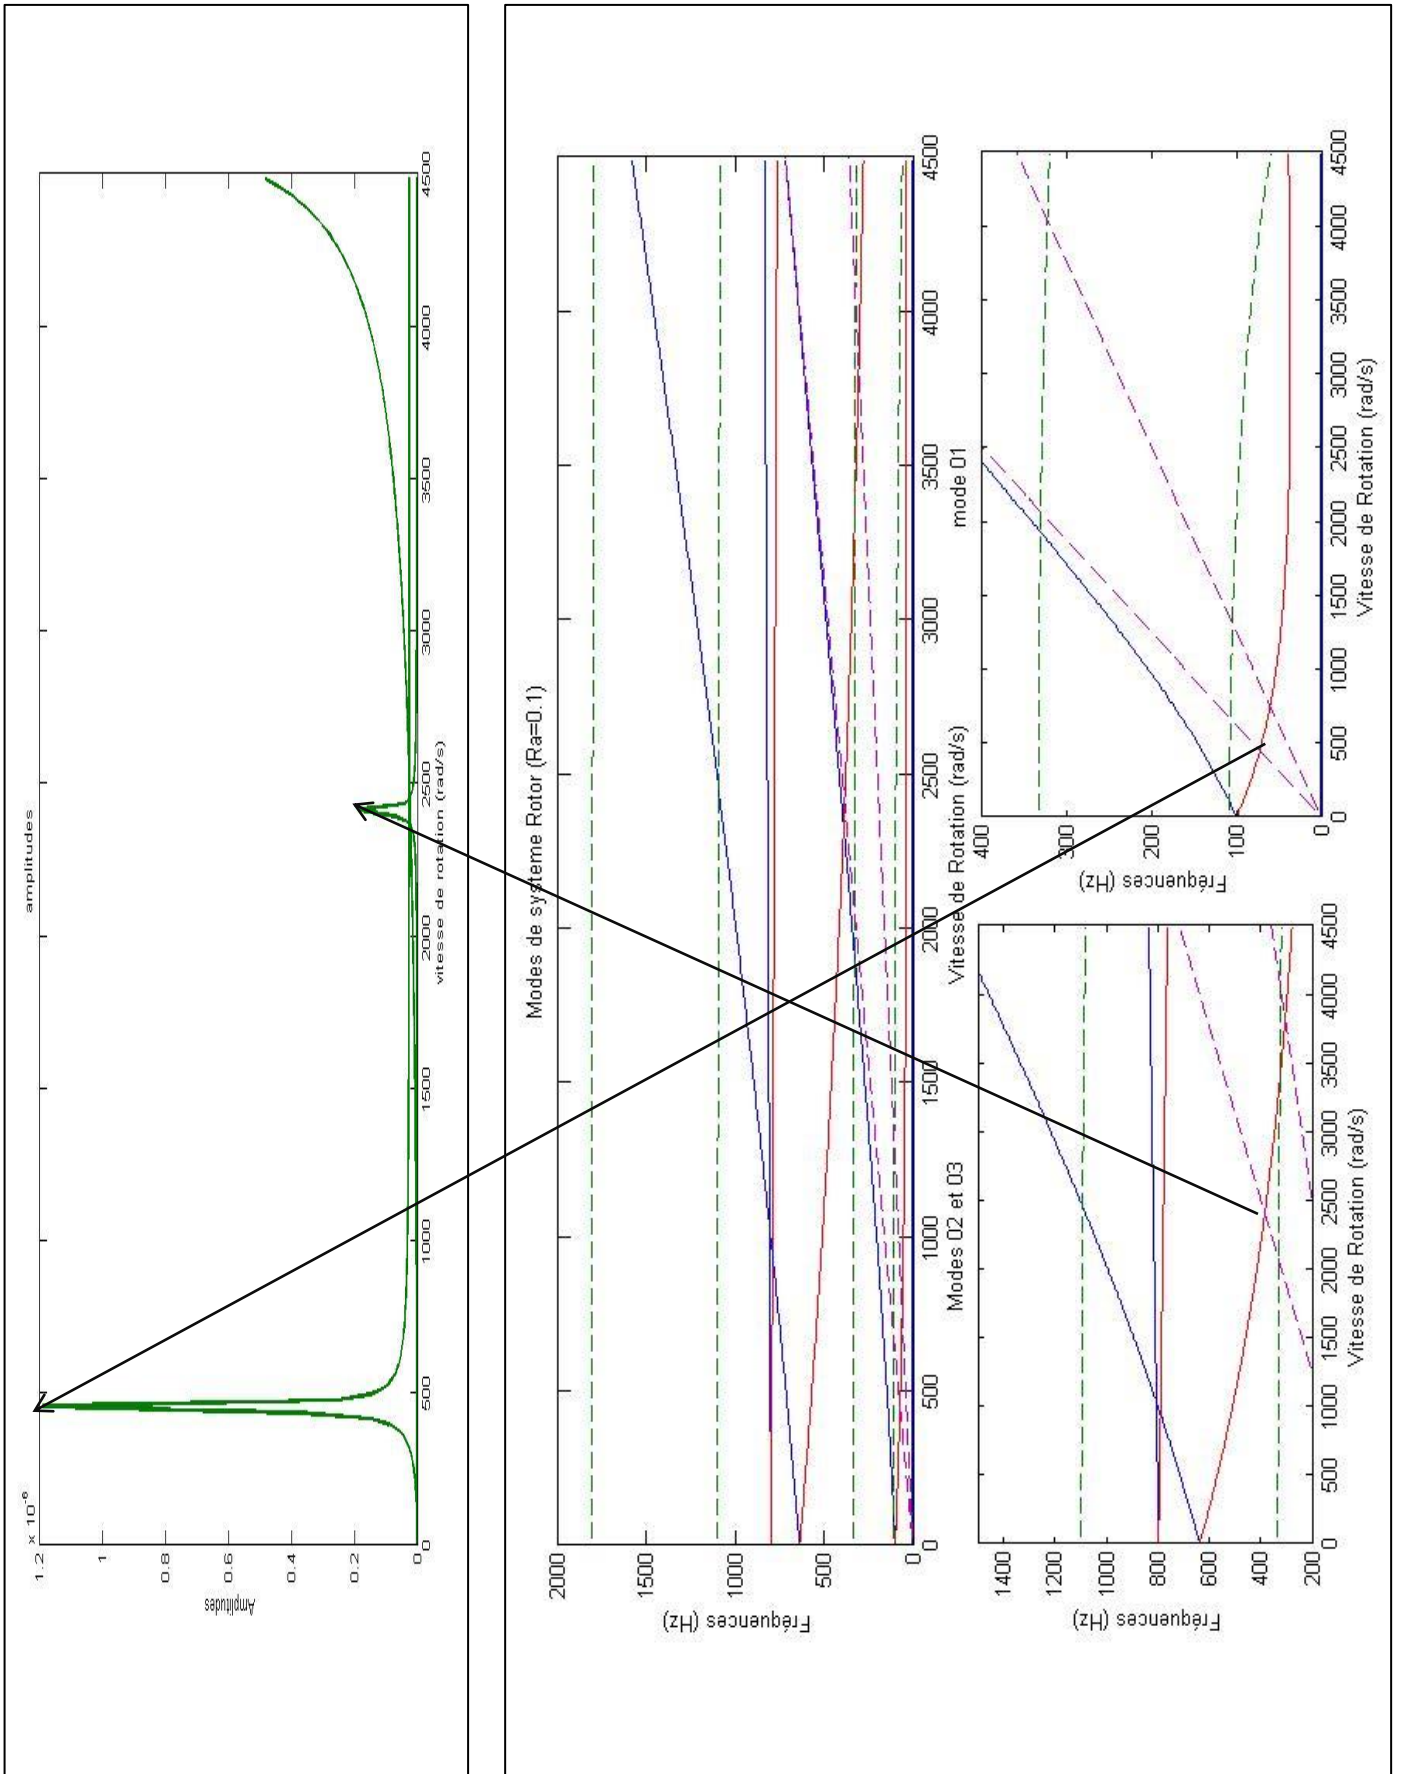 amplitudes
x 10⁻⁶
1.2
1
0.8
0.6
0.4
0.2
0
Amplitudes
0 500 1000 1500 2000 2500 3000 3500 4000 4500
vitesse de rotation (rad/s)
Modes de systeme Rotor (Ra=0.1)
2000
1500
1000
500
0
Fréquences (Hz)
0 500 1000 1500 2000 2500 3000 3500 4000 4500
Vitesse de Rotation (rad/s)
Modes 02 et 03
1400
1200
1000
800
600
400
200
Fréquences (Hz)
0 500 1000 1500 2000 2500 3000 3500 4000 4500
Vitesse de Rotation (rad/s)
mode 01
400
300
200
100
0
Fréquences (Hz)
0 500 1000 1500 2000 2500 3000 3500 4000 4500
Vitesse de Rotation (rad/s)